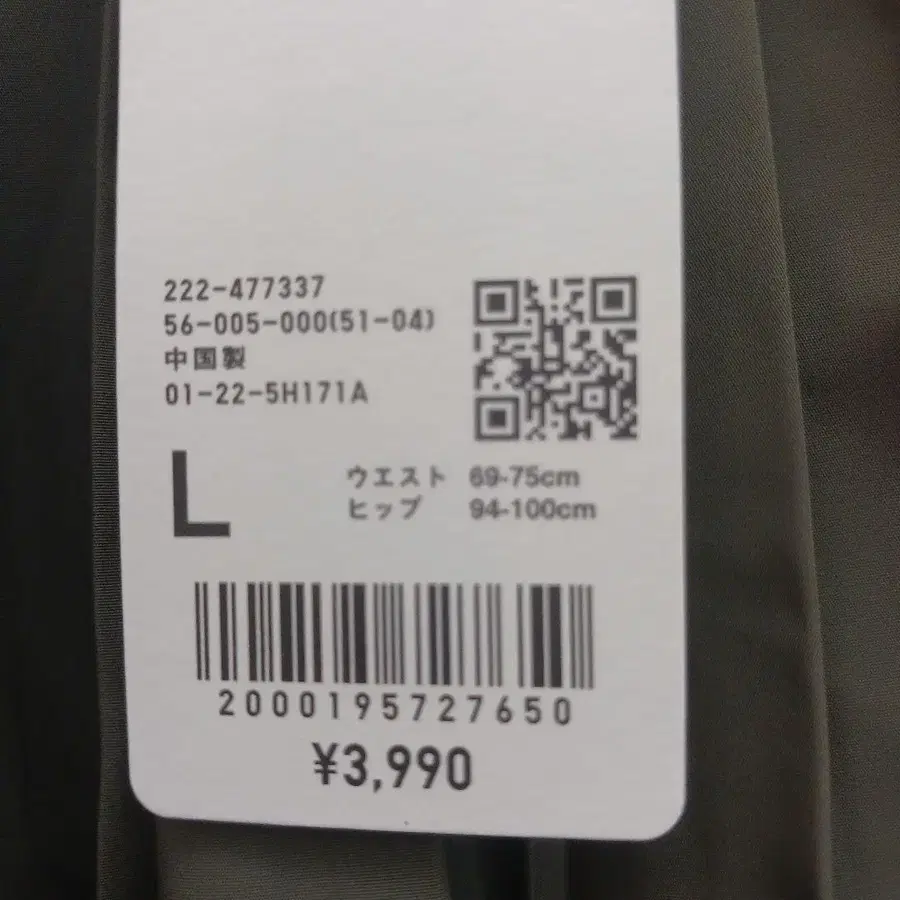 222-477337
56-005-000(51-04)
中国製
01-22-5H171A
L
ウエスト 69-75cm
ヒップ 94-100cm
2000195727650
¥3,990